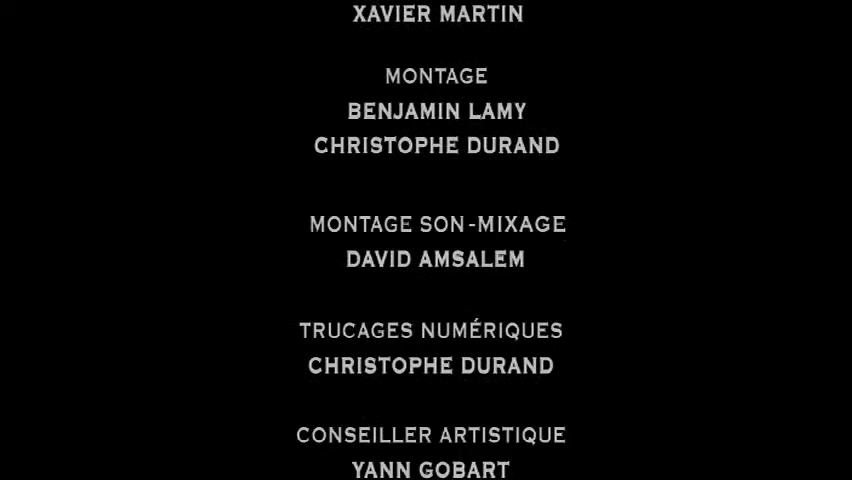 XAVIER MARTIN
MONTAGE
BENJAMIN LAMY
CHRISTOPHE DURAND
MONTAGE SON-MIXAGE
DAVID AMSALEM
TRUCAGES NUMÉRIQUES
CHRISTOPHE DURAND
CONSEILLER ARTISTIQUE
YANN GOBART